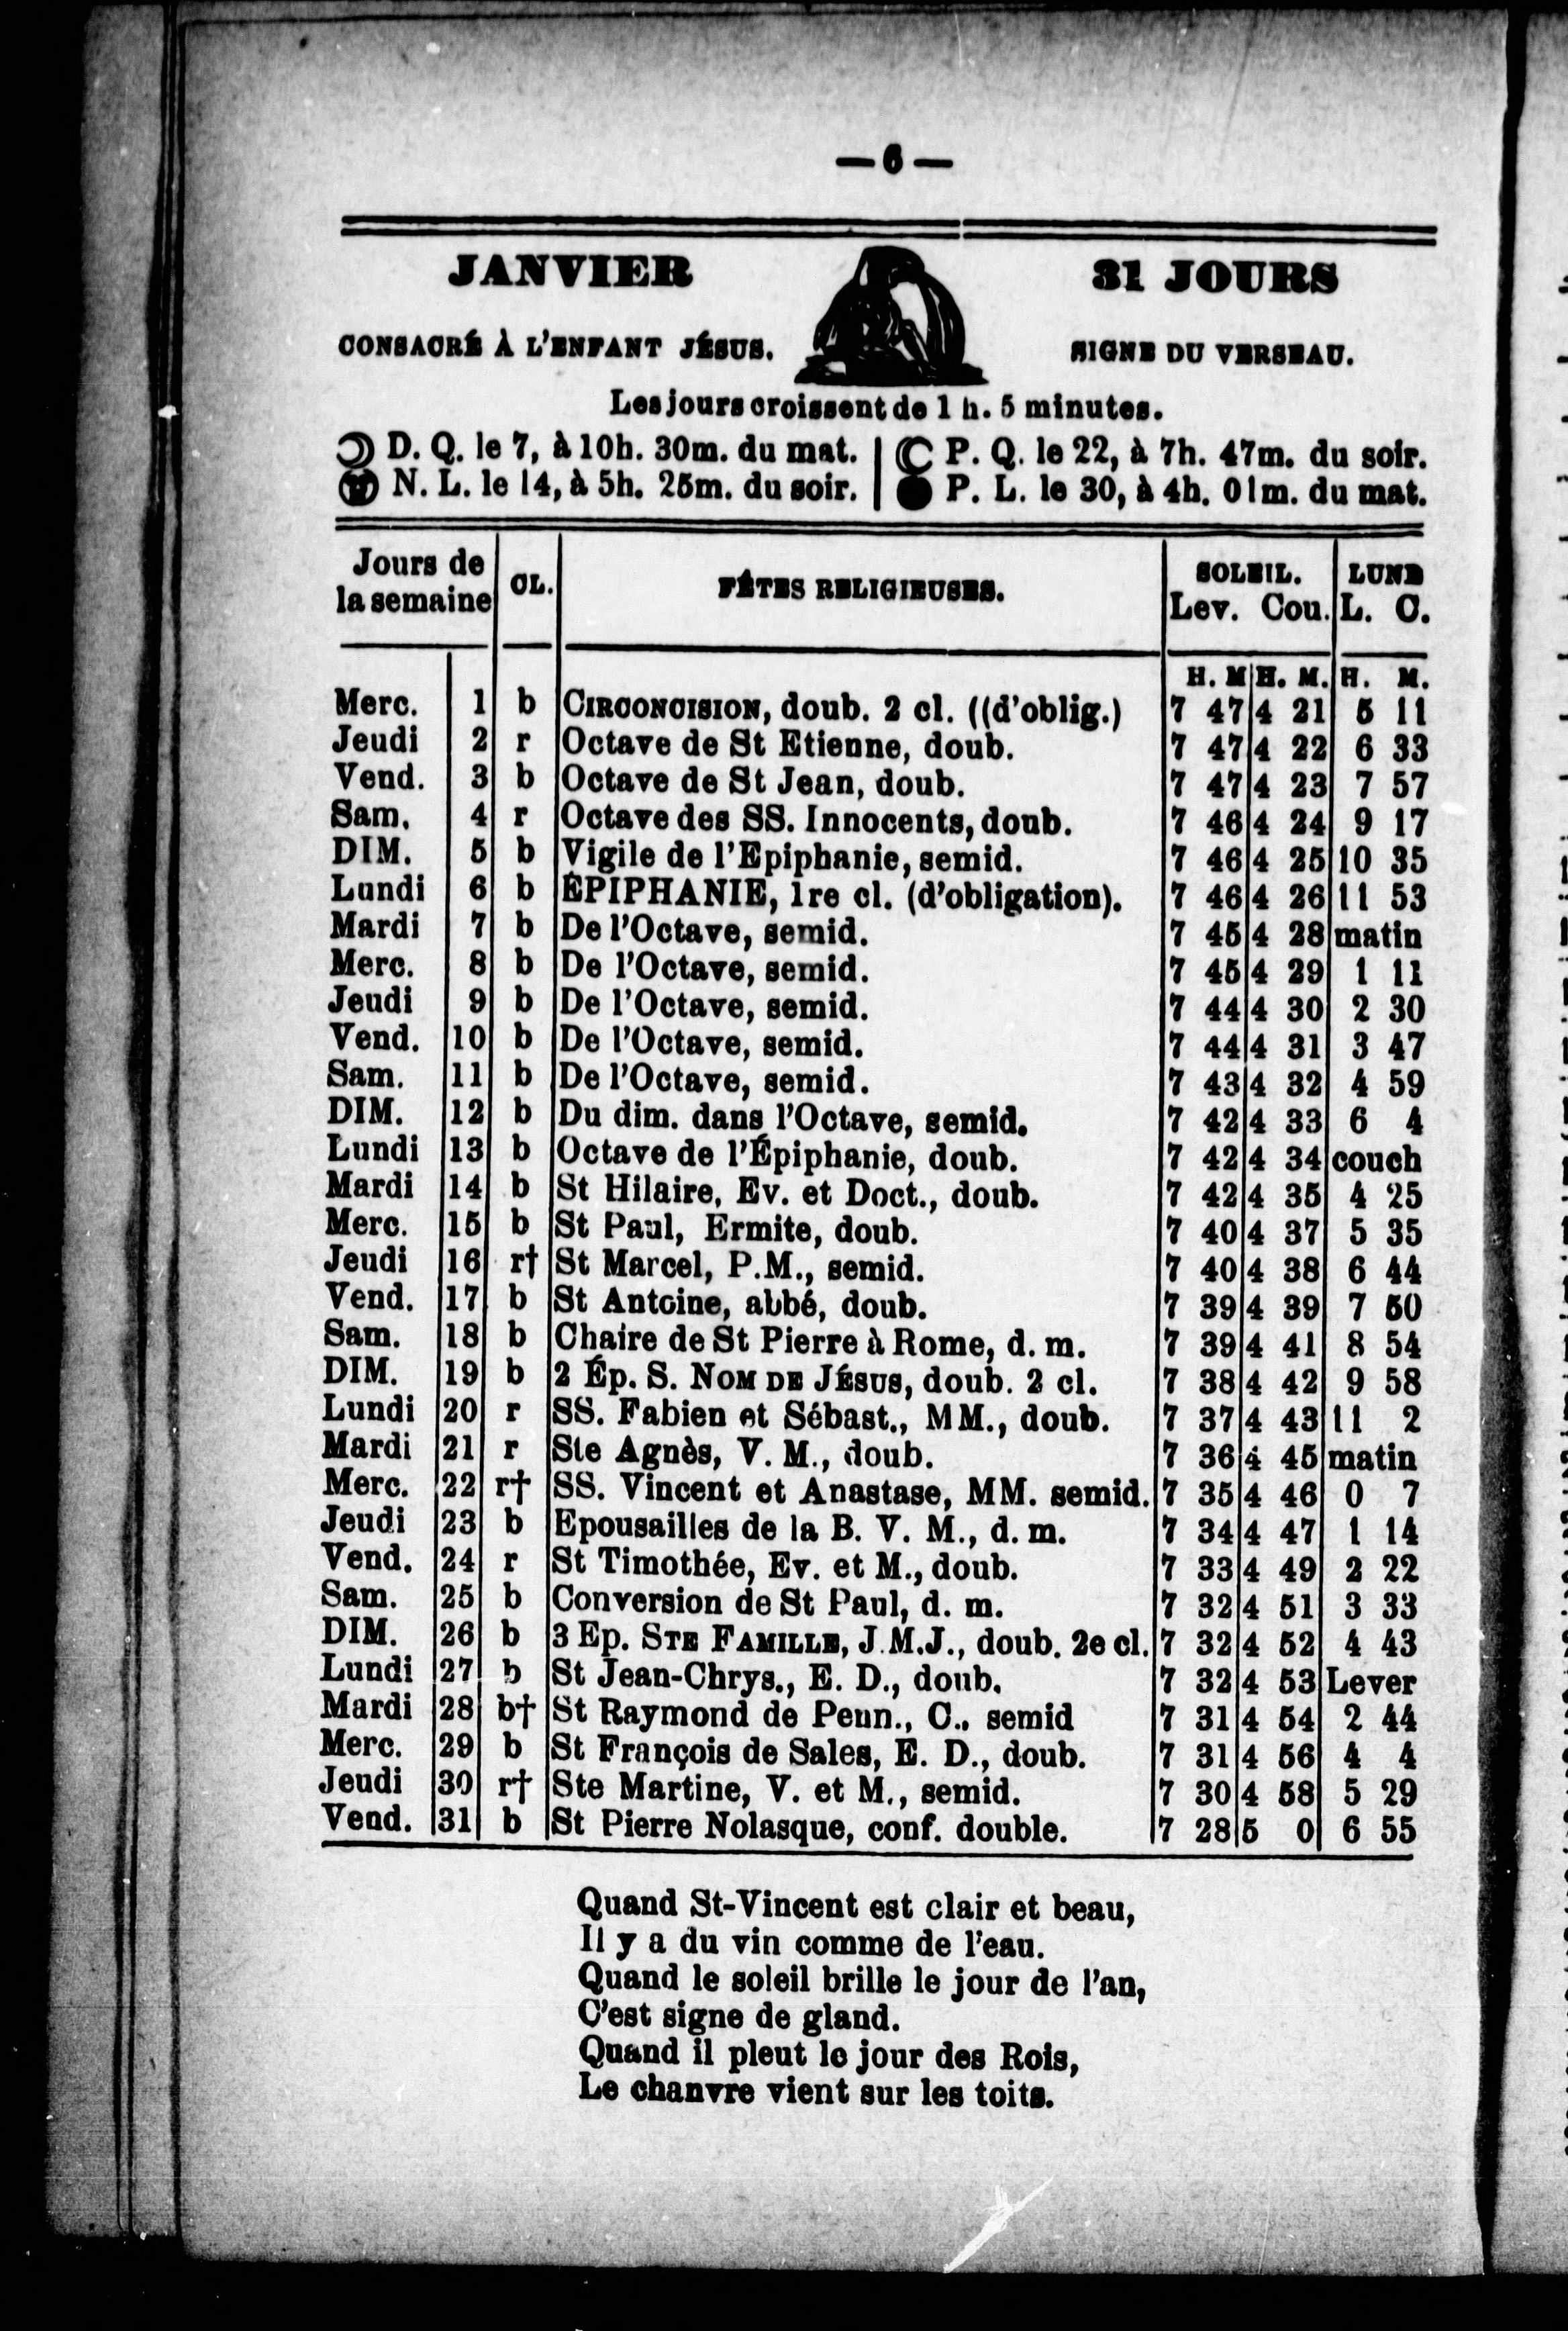 — 6 —
JANVIER 31 JOURS
CONSACRÉ À L'ENFANT JÉSUS. SIGNE DU VERSEAU.
Les jours croissent de 1 h. 5 minutes.
D. Q. le 7, à 10h. 30m. du mat. | P. Q. le 22, à 7h. 47m. du soir.
N. L. le 14, à 5h. 25m. du soir. | P. L. le 30, à 4h. 01m. du mat.
Jours de la semaine CL. FÊTES RELIGIEUSES. SOLEIL. LUNE
Lev. Cou. L. C.
H. M H. M. H. M.
Merc. 1 b CIRCONCISION, doub. 2 cl. ((d'oblig.) 7 47 4 21 5 11
Jeudi 2 r Octave de St Etienne, doub. 7 47 4 22 6 33
Vend. 3 b Octave de St Jean, doub. 7 47 4 23 7 57
Sam. 4 r Octave des SS. Innocents, doub. 7 46 4 24 9 17
DIM. 5 b Vigile de l'Epiphanie, semid. 7 46 4 25 10 35
Lundi 6 b ÉPIPHANIE, 1re cl. (d'obligation). 7 46 4 26 11 53
Mardi 7 b De l'Octave, semid. 7 45 4 28 matin
Merc. 8 b De l'Octave, semid. 7 45 4 29 1 11
Jeudi 9 b De l'Octave, semid. 7 44 4 30 2 30
Vend. 10 b De l'Octave, semid. 7 44 4 31 3 47
Sam. 11 b De l'Octave, semid. 7 43 4 32 4 59
DIM. 12 b Du dim. dans l'Octave, semid. 7 42 4 33 6 4
Lundi 13 b Octave de l'Épiphanie, doub. 7 42 4 34 couch
Mardi 14 b St Hilaire, Ev. et Doct., doub. 7 42 4 35 4 25
Merc. 15 b St Paul, Ermite, doub. 7 40 4 37 5 35
Jeudi 16 r† St Marcel, P.M., semid. 7 40 4 38 6 44
Vend. 17 b St Antoine, abbé, doub. 7 39 4 39 7 50
Sam. 18 b Chaire de St Pierre à Rome, d. m. 7 39 4 41 8 54
DIM. 19 b 2 Ép. S. NOM DE JÉSUS, doub. 2 cl. 7 38 4 42 9 58
Lundi 20 r SS. Fabien et Sébast., MM., doub. 7 37 4 43 11 2
Mardi 21 r Ste Agnès, V. M., doub. 7 36 4 45 matin
Merc. 22 r† SS. Vincent et Anastase, MM. semid. 7 35 4 46 0 7
Jeudi 23 b Epousailles de la B. V. M., d. m. 7 34 4 47 1 14
Vend. 24 r St Timothée, Ev. et M., doub. 7 33 4 49 2 22
Sam. 25 b Conversion de St Paul, d. m. 7 32 4 51 3 33
DIM. 26 b 3 Ep. STE FAMILLE, J.M.J., doub. 2e cl. 7 32 4 52 4 43
Lundi 27 b St Jean-Chrys., E. D., doub. 7 32 4 53 Lever
Mardi 28 b† St Raymond de Penn., C., semid 7 31 4 54 2 44
Merc. 29 b St François de Sales, E. D., doub. 7 31 4 56 4 4
Jeudi 30 r† Ste Martine, V. et M., semid. 7 30 4 58 5 29
Vend. 31 b St Pierre Nolasque, conf. double. 7 28 5 0 6 55
Quand St-Vincent est clair et beau,
Il y a du vin comme de l'eau.
Quand le soleil brille le jour de l'an,
C'est signe de gland.
Quand il pleut le jour des Rois,
Le chanvre vient sur les toits.